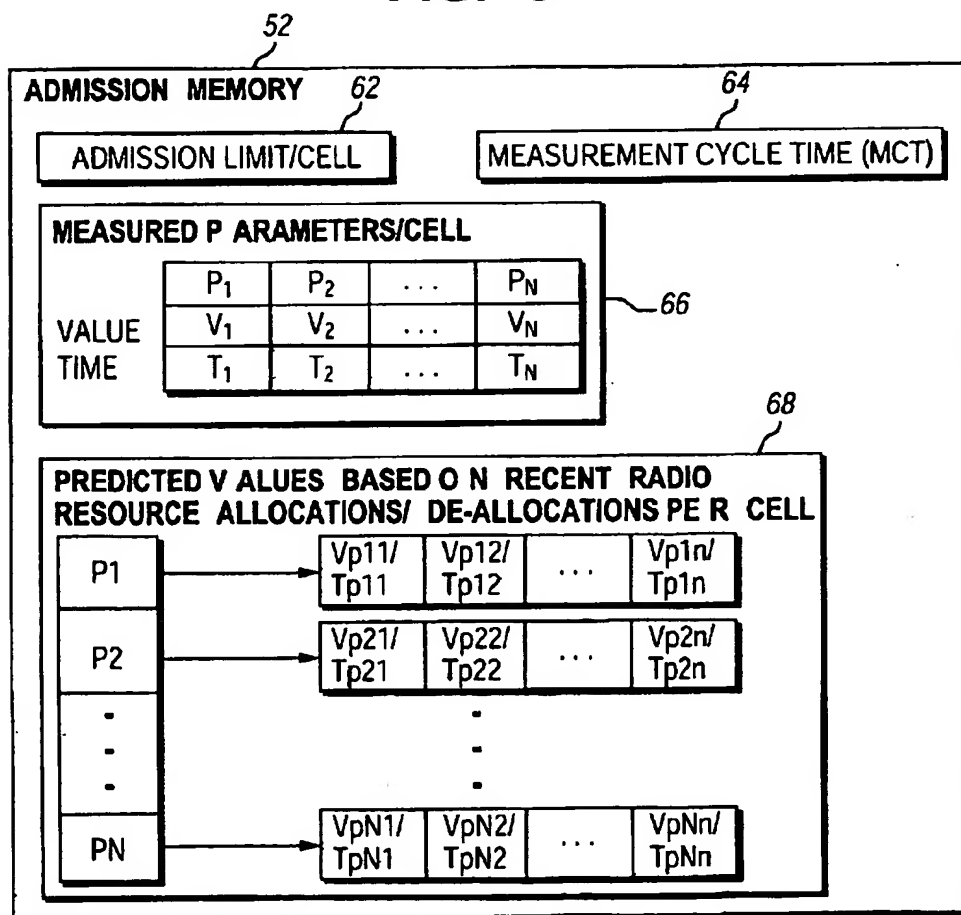 52
ADMISSION MEMORY
62
64
ADMISSION LIMIT/CELL
MEASUREMENT CYCLE TIME (MCT)
MEASURED P ARAMETERS/CELL
P1 P2 ... PN
VALUE V1 V2 ... VN
TIME T1 T2 ... TN
66
68
PREDICTED V ALUES BASED O N RECENT RADIO
RESOURCE ALLOCATIONS/ DE-ALLOCATIONS PE R CELL
P1 Vp11/ Vp12/ ... Vp1n/
Tp11 Tp12 Tp1n
P2 Vp21/ Vp22/ ... Vp2n/
Tp21 Tp22 Tp2n
PN VpN1/ VpN2/ ... VpNn/
TpN1 TpN2 TpNn